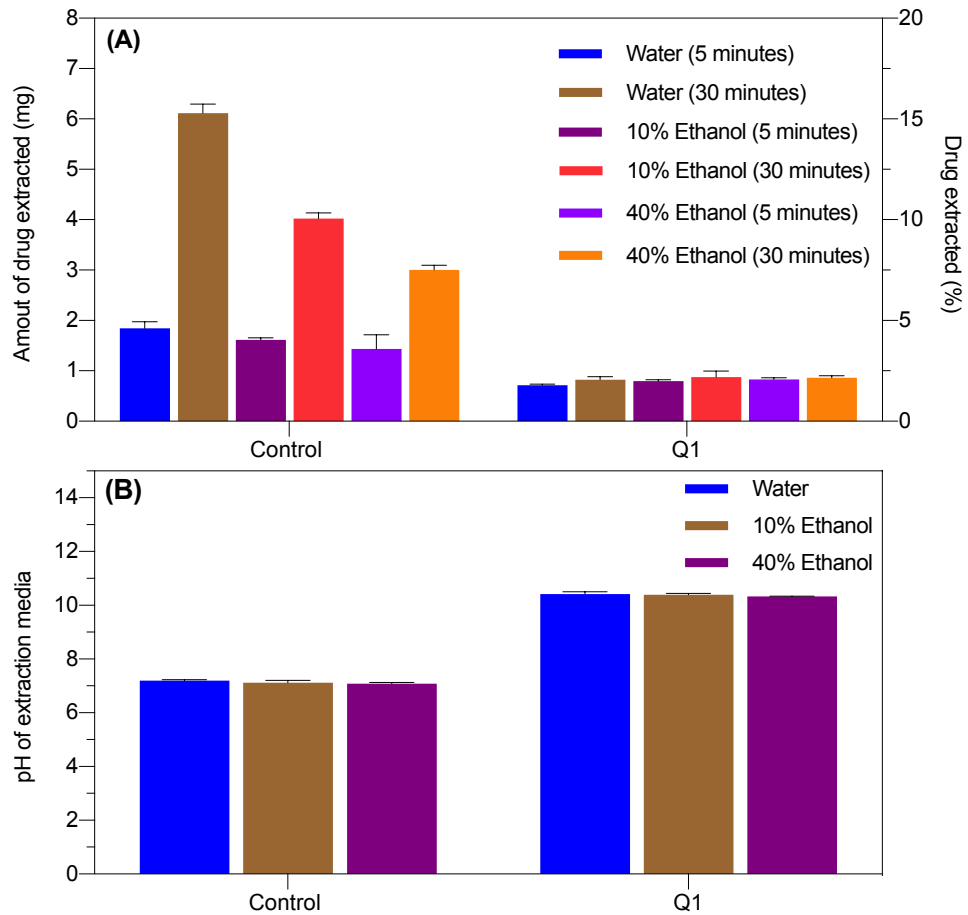 (A)
Amout of drug extracted (mg)
8
7
6
5
4
3
2
1
0
Water (5 minutes)
Water (30 minutes)
10% Ethanol (5 minutes)
10% Ethanol (30 minutes)
40% Ethanol (5 minutes)
40% Ethanol (30 minutes)
20
15
10
5
0
Drug extracted (%)
Control
Q1
(B)
pH of extraction media
14
12
10
8
6
4
2
0
Water
10% Ethanol
40% Ethanol
Control
Q1